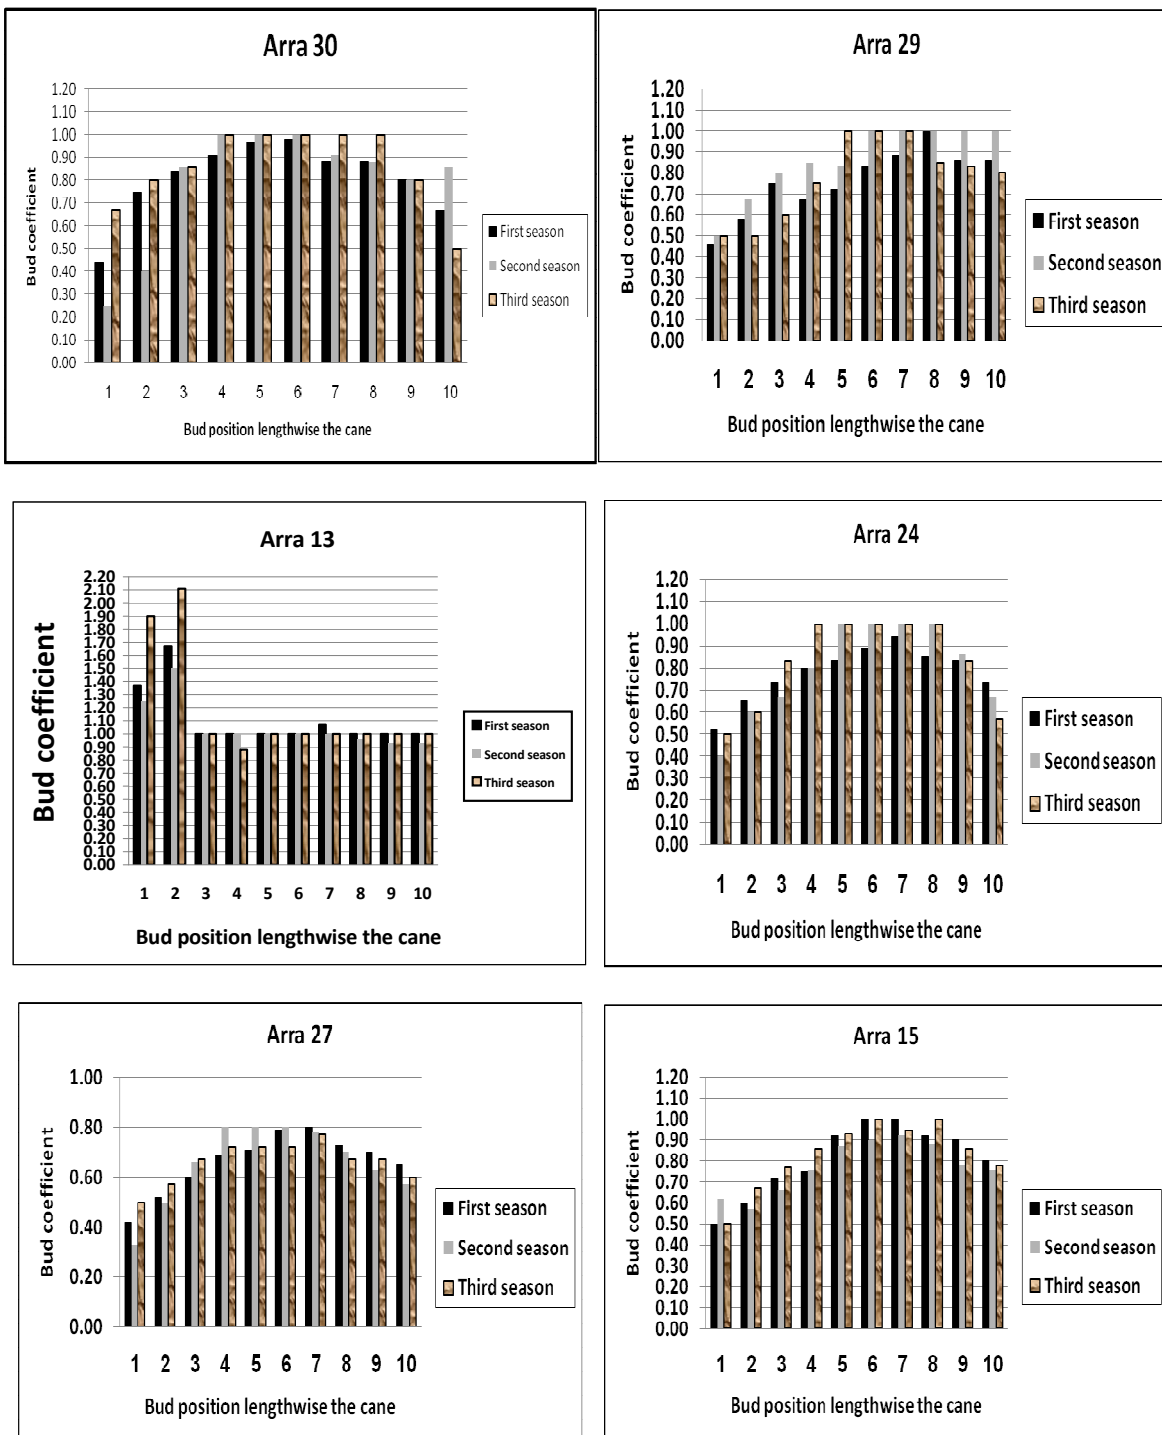 Arra 30
1.20
1.10
1.00
0.90
0.80
0.70
0.60
0.50
0.40
0.30
0.20
0.10
0.00
Bud coefficient
1 2 3 4 5 6 7 8 9 10
Bud position lengthwise the cane
First season
Second season
Third season
Arra 29
1.20
1.10
1.00
0.90
0.80
0.70
0.60
0.50
0.40
0.30
0.20
0.10
0.00
Bud coefficient
1 2 3 4 5 6 7 8 9 10
Bud position lengthwise the cane
First season
Second season
Third season
Arra 13
2.20
2.10
2.00
1.90
1.80
1.70
1.60
1.50
1.40
1.30
1.20
1.10
1.00
0.90
0.80
0.70
0.60
0.50
0.40
0.30
0.20
0.10
0.00
Bud coefficient
1 2 3 4 5 6 7 8 9 10
Bud position lengthwise the cane
First season
Second season
Third season
Arra 24
1.20
1.10
1.00
0.90
0.80
0.70
0.60
0.50
0.40
0.30
0.20
0.10
0.00
Bud coefficient
1 2 3 4 5 6 7 8 9 10
Bud position lengthwise the cane
First season
Second season
Third season
Arra 27
1.00
0.80
0.60
0.40
0.20
0.00
Bud coefficient
1 2 3 4 5 6 7 8 9 10
Bud position lengthwise the cane
First season
Second season
Third season
Arra 15
1.20
1.10
1.00
0.90
0.80
0.70
0.60
0.50
0.40
0.30
0.20
0.10
0.00
Bud coefficient
1 2 3 4 5 6 7 8 9 10
Bud position lengthwise the cane
First season
Second season
Third season